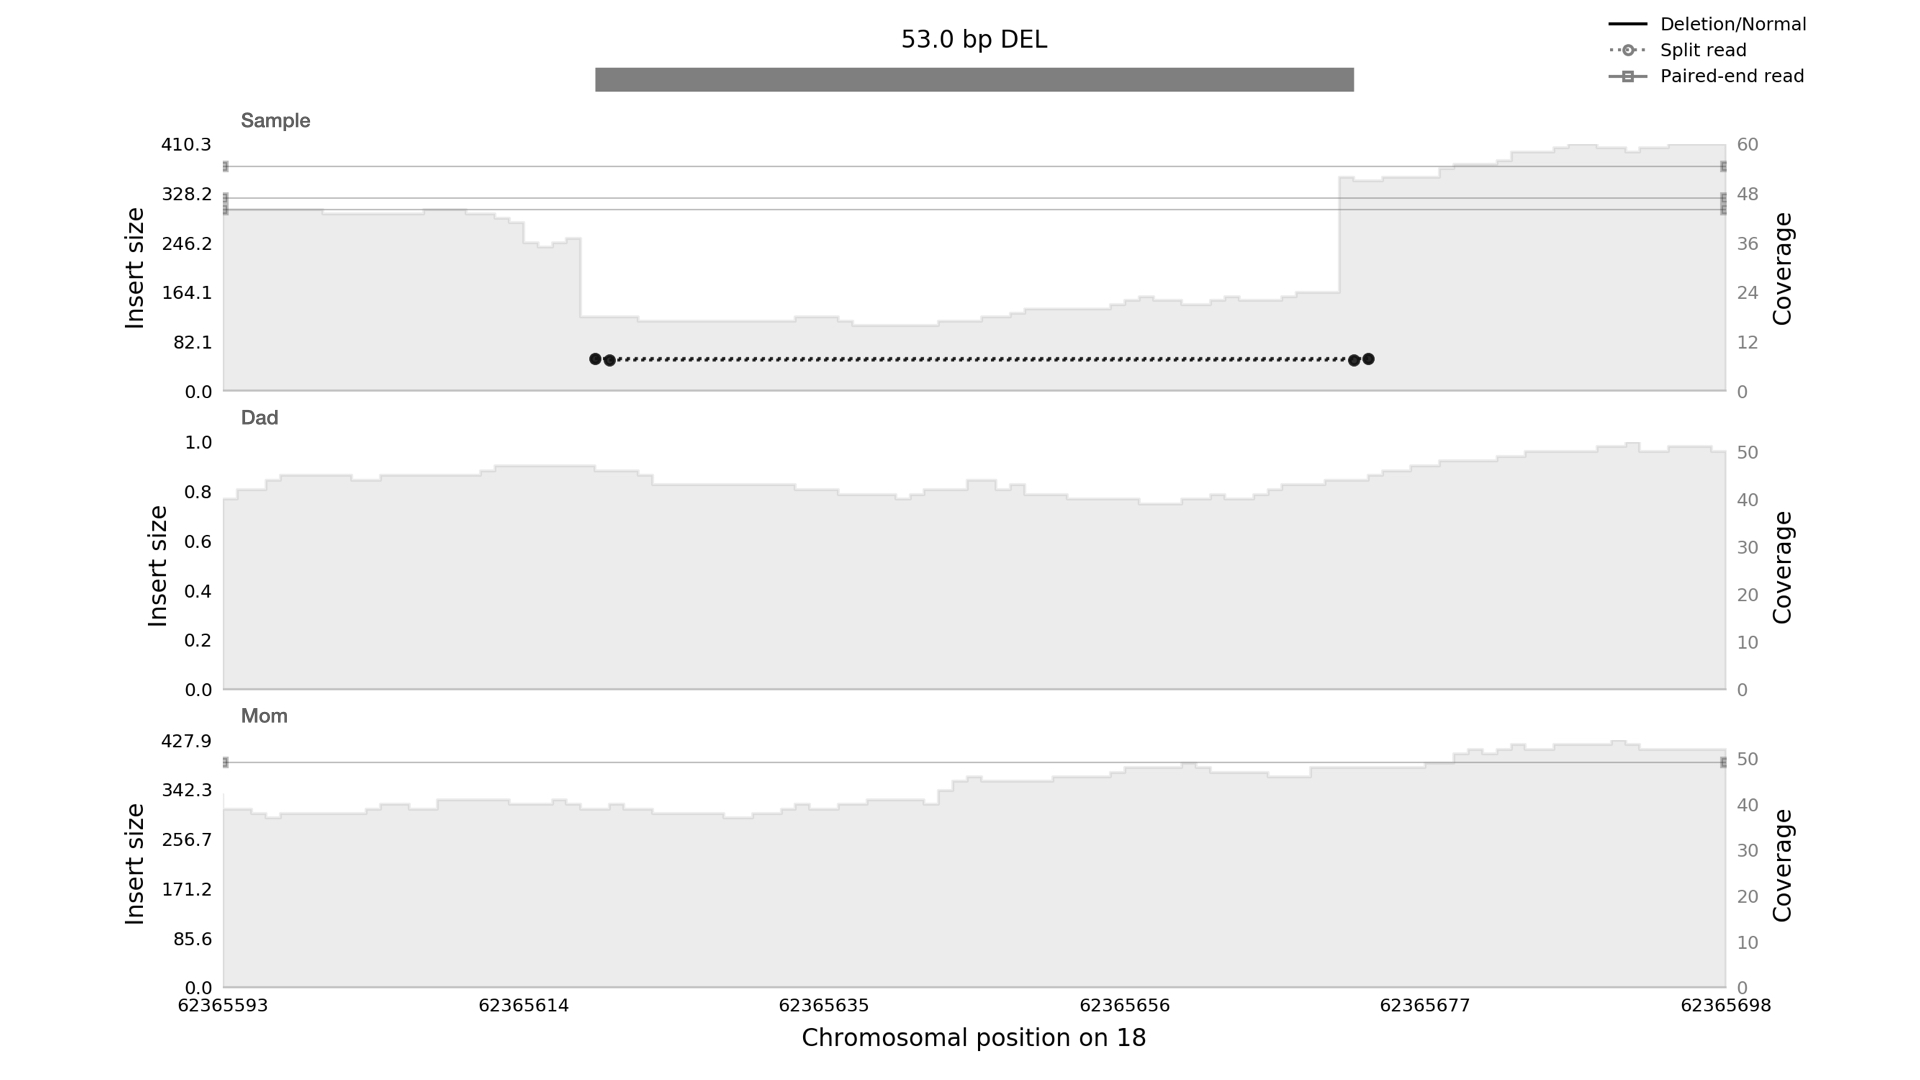 53.0 bp DEL
Deletion/Normal
Split read
Paired-end read
Sample
410.3
328.2
246.2
164.1
82.1
0.0
Insert size
60
48
36
24
12
0
Coverage
Dad
1.0
0.8
0.6
0.4
0.2
0.0
Insert size
50
40
30
20
10
0
Coverage
Mom
427.9
342.3
256.7
171.2
85.6
0.0
Insert size
50
40
30
20
10
0
Coverage
62365593 62365614 62365635 62365656 62365677 62365698
Chromosomal position on 18